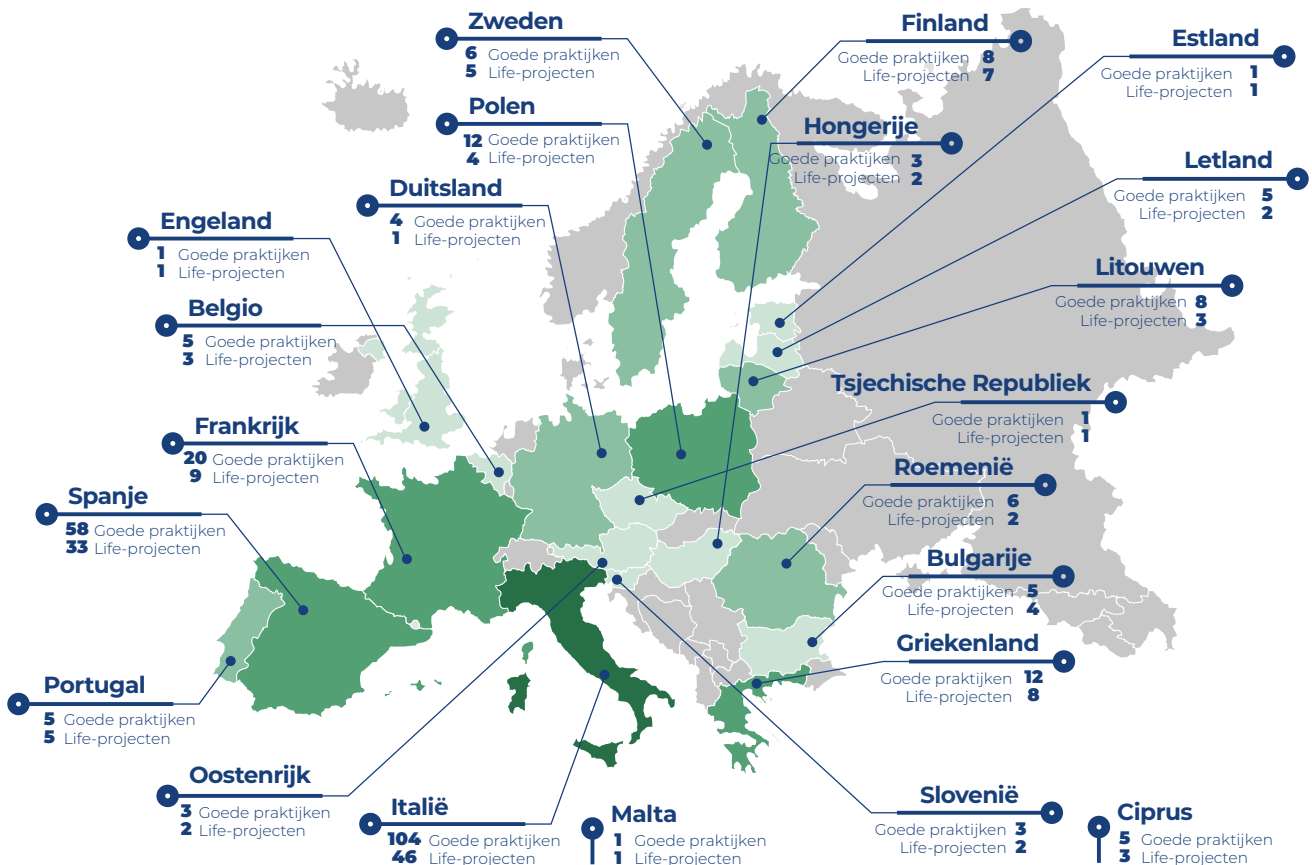 Zweden
6 Goede praktijken
5 Life-projecten
Finland
Goede praktijken 8
Life-projecten 7
Estland
Goede praktijken 1
Life-projecten 1
Polen
12 Goede praktijken
4 Life-projecten
Hongerije
Goede praktijken 3
Life-projecten 2
Letland
Goede praktijken 5
Life-projecten 2
Duitsland
4 Goede praktijken
1 Life-projecten
Engeland
1 Goede praktijken
1 Life-projecten
Litouwen
Goede praktijken 8
Life-projecten 3
Belgio
5 Goede praktijken
3 Life-projecten
Tsjechische Republiek
Goede praktijken 1
Life-projecten 1
Frankrijk
20 Goede praktijken
9 Life-projecten
Roemenië
Goede praktijken 6
Life-projecten 2
Spanje
58 Goede praktijken
33 Life-projecten
Bulgarije
Goede praktijken 5
Life-projecten 4
Griekenland
Goede praktijken 12
Life-projecten 8
Portugal
5 Goede praktijken
5 Life-projecten
Oostenrijk
3 Goede praktijken
2 Life-projecten
Italië
104 Goede praktijken
46 Life-projecten
Malta
1 Goede praktijken
1 Life-projecten
Slovenië
Goede praktijken 3
Life-projecten 2
Ciprus
5 Goede praktijken
3 Life-projecten